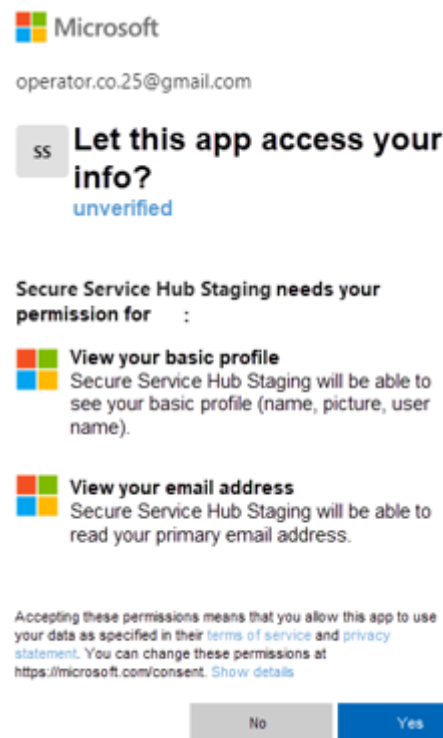 Microsoft
operator.co.25@gmail.com
SS
Let this app access your
info?
unverified
Secure Service Hub Staging needs your
permission for :
View your basic profile
Secure Service Hub Staging will be able to
see your basic profile (name, picture, user
name).
View your email address
Secure Service Hub Staging will be able to
read your primary email address.
Accepting these permissions means that you allow this app to use
your data as specified in their terms of service and privacy
statement. You can change these permissions at
https://microsoft.com/consent. Show details
No
Yes